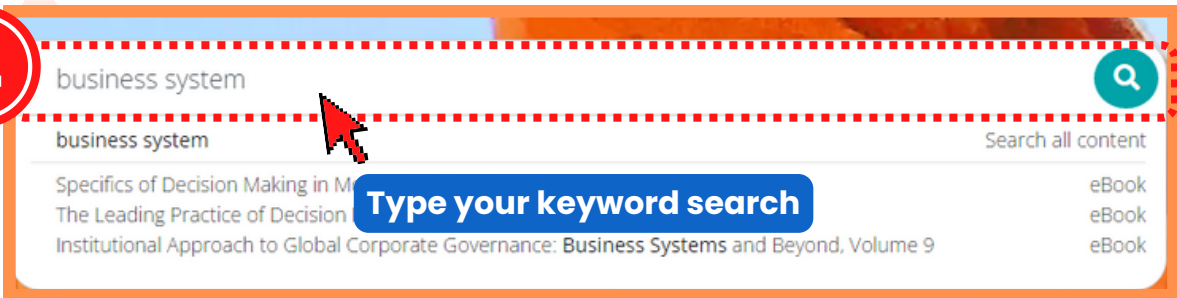 business system
business system Search all content
Specifics of Decision Making in eBook
Type your keyword search
The Leading Practice of Decision eBook
Institutional Approach to Global Corporate Governance: Business Systems and Beyond, Volume 9 eBook